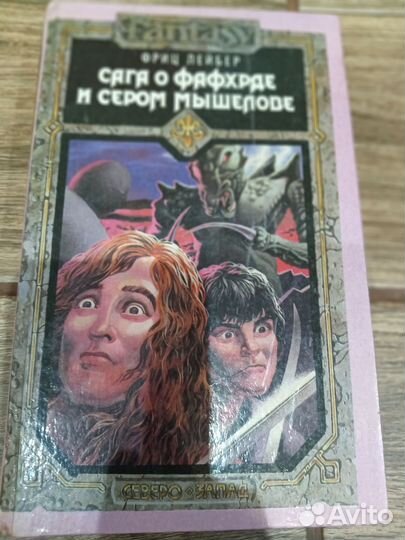 Fantasy
ФРИЦ ЛЕЙБЕР
САГА О ФАФХРДЕ
И СЕРОМ МЫШЕЛОВЕ
СЕВЕРО-ЗАПАД
Avito